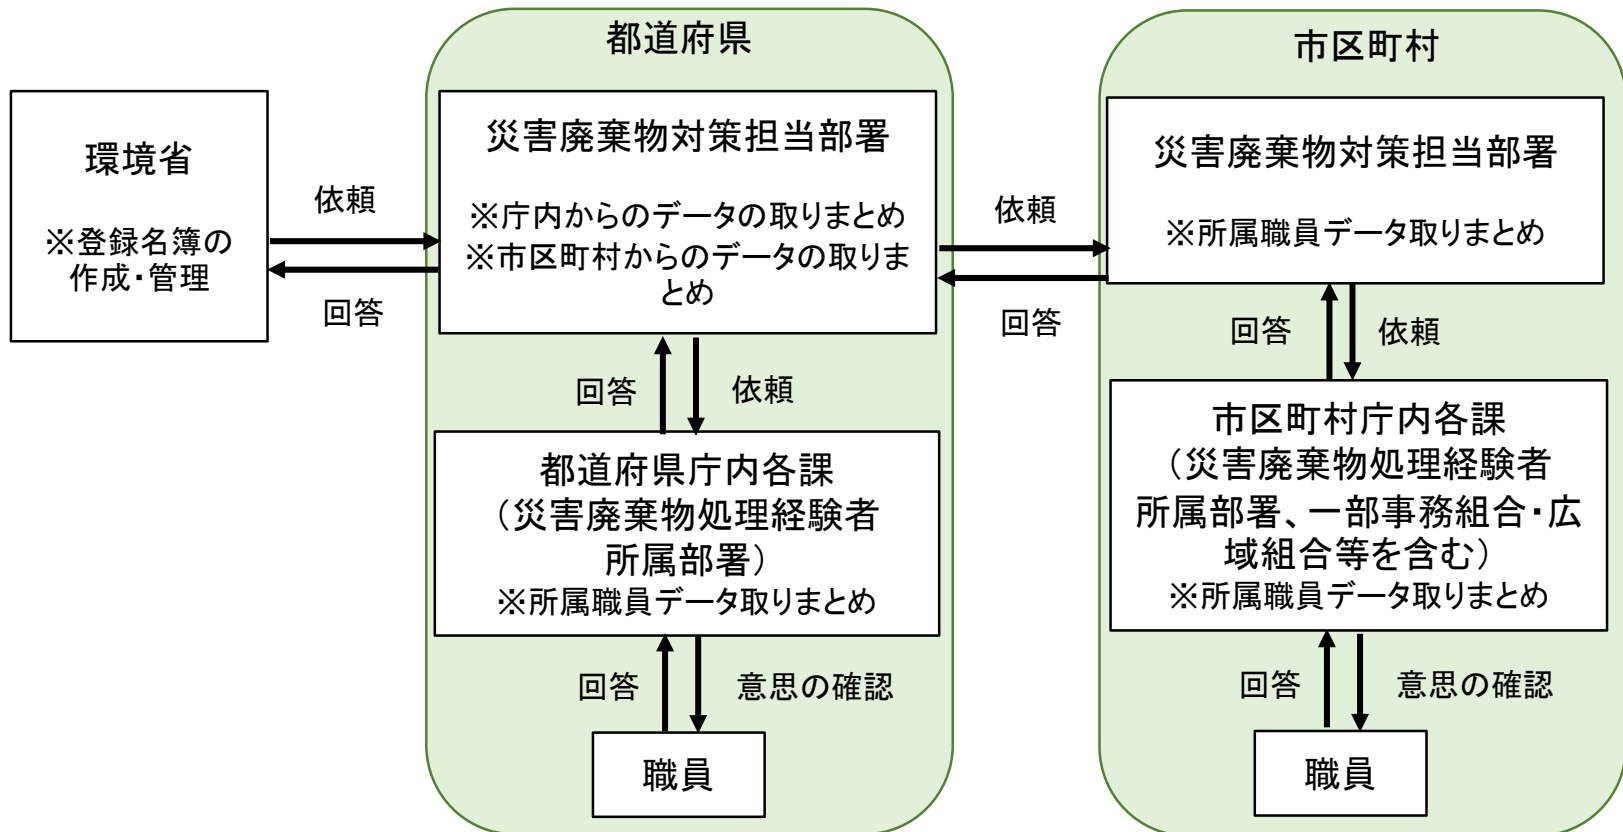 都道府県
市区町村
環境省
※登録名簿の
作成・管理
依頼
回答
災害廃棄物対策担当部署
※庁内からのデータの取りまとめ
※市区町村からのデータの取りま
とめ
依頼
回答
災害廃棄物対策担当部署
※所属職員データ取りまとめ
回答
依頼
回答
依頼
都道府県庁内各課
（災害廃棄物処理経験者
所属部署）
※所属職員データ取りまとめ
市区町村庁内各課
（災害廃棄物処理経験者
所属部署、一部事務組合・広
域組合等を含む）
※所属職員データ取りまとめ
回答
意思の確認
回答
意思の確認
職員
職員